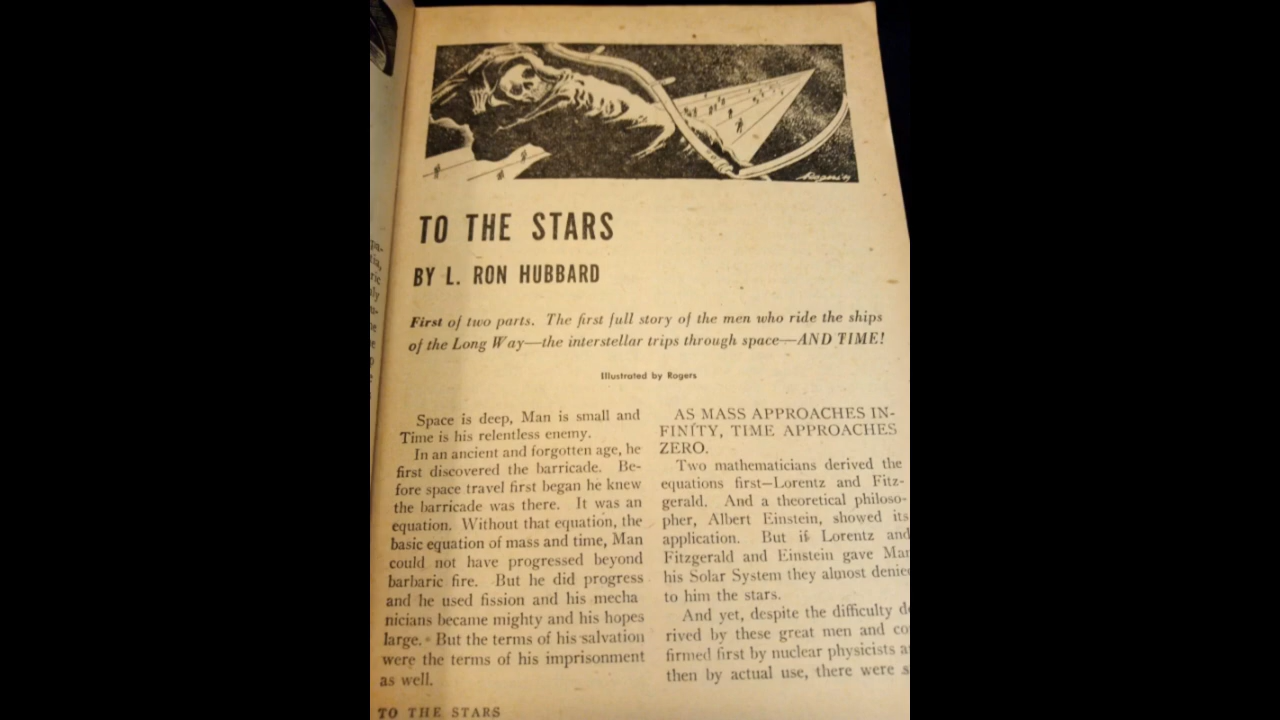 TO THE STARS
BY L. RON HUBBARD
First of two parts. The first full story of the men who ride the ships
of the Long Way—the interstellar trips through space—AND TIME!
Illustrated by Rogers
Space is deep, Man is small and
Time is his relentless enemy.
In an ancient and forgotten age, he
first discovered the barricade. Be-
fore space travel first began he knew
the barricade was there. It was an
equation. Without that equation, the
basic equation of mass and time, Man
could not have progressed beyond
barbaric fire. But he did progress
and he used fission and his mecha
nicians became mighty and his hopes
large. But the terms of his salvation
were the terms of his imprisonment
as well.
AS MASS APPROACHES IN-
FINITY, TIME APPROACHES
ZERO.
Two mathematicians derived the
equations first—Lorentz and Fitz-
gerald. And a theoretical philoso-
pher, Albert Einstein, showed its
application. But if Lorentz and
Fitzgerald and Einstein gave Man
his Solar System they almost denie
to him the stars.
And yet, despite the difficulty de
rived by these great men and co
firmed first by nuclear physicists a
then by actual use, there were s
TO THE STARS